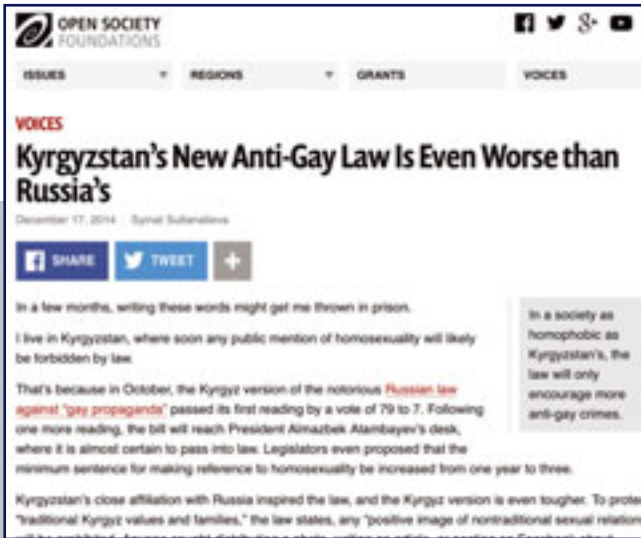 OPEN SOCIETY
FOUNDATIONS
ISSUES REGIONS GRANTS VOICES
VOICES
Kyrgyzstan's New Anti-Gay Law Is Even Worse than
Russia's
December 17, 2014 Syinat Sultanalieva
SHARE TWEET +
In a few months, writing these words might get me thrown in prison.
I live in Kyrgyzstan, where soon any public mention of homosexuality will likely
be forbidden by law.
That's because in October, the Kyrgyz version of the notorious Russian law
against "gay propaganda" passed its first reading by a vote of 79 to 7. Following
one more reading, the bill will reach President Almazbek Atambayev's desk,
where it is almost certain to pass into law. Legislators even proposed that the
minimum sentence for making reference to homosexuality be increased from one year to three.
In a society as
homophobic as
Kyrgyzstan's, the
law will only
encourage more
anti-gay crimes.
Kyrgyzstan's close affiliation with Russia inspired the law, and the Kyrgyz version is even tougher. To prote
"traditional Kyrgyz values and families," the law states, any "positive image of nontraditional sexual relation